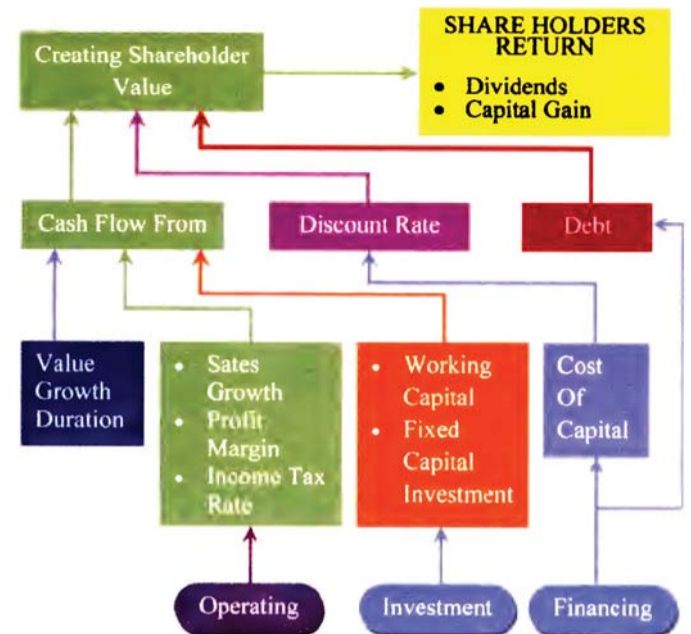 Creating Shareholder
Value
SHARE HOLDERS
RETURN
• Dividends
• Capital Gain
Cash Flow From
Discount Rate
Debt
Value
Growth
Duration
• Sates
Growth
• Profit
Margin
• Income Tax
Rate
• Working
Capital
• Fixed
Capital
Investment
Cost
Of
Capital
Operating
Investment
Financing